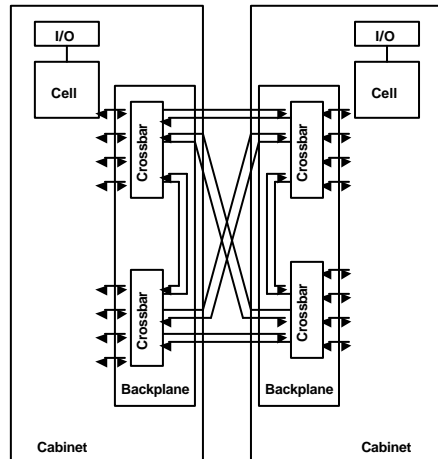 I/O
I/O
Cell
Cell
Crossbar
Crossbar
Crossbar
Crossbar
Backplane
Backplane
Cabinet
Cabinet